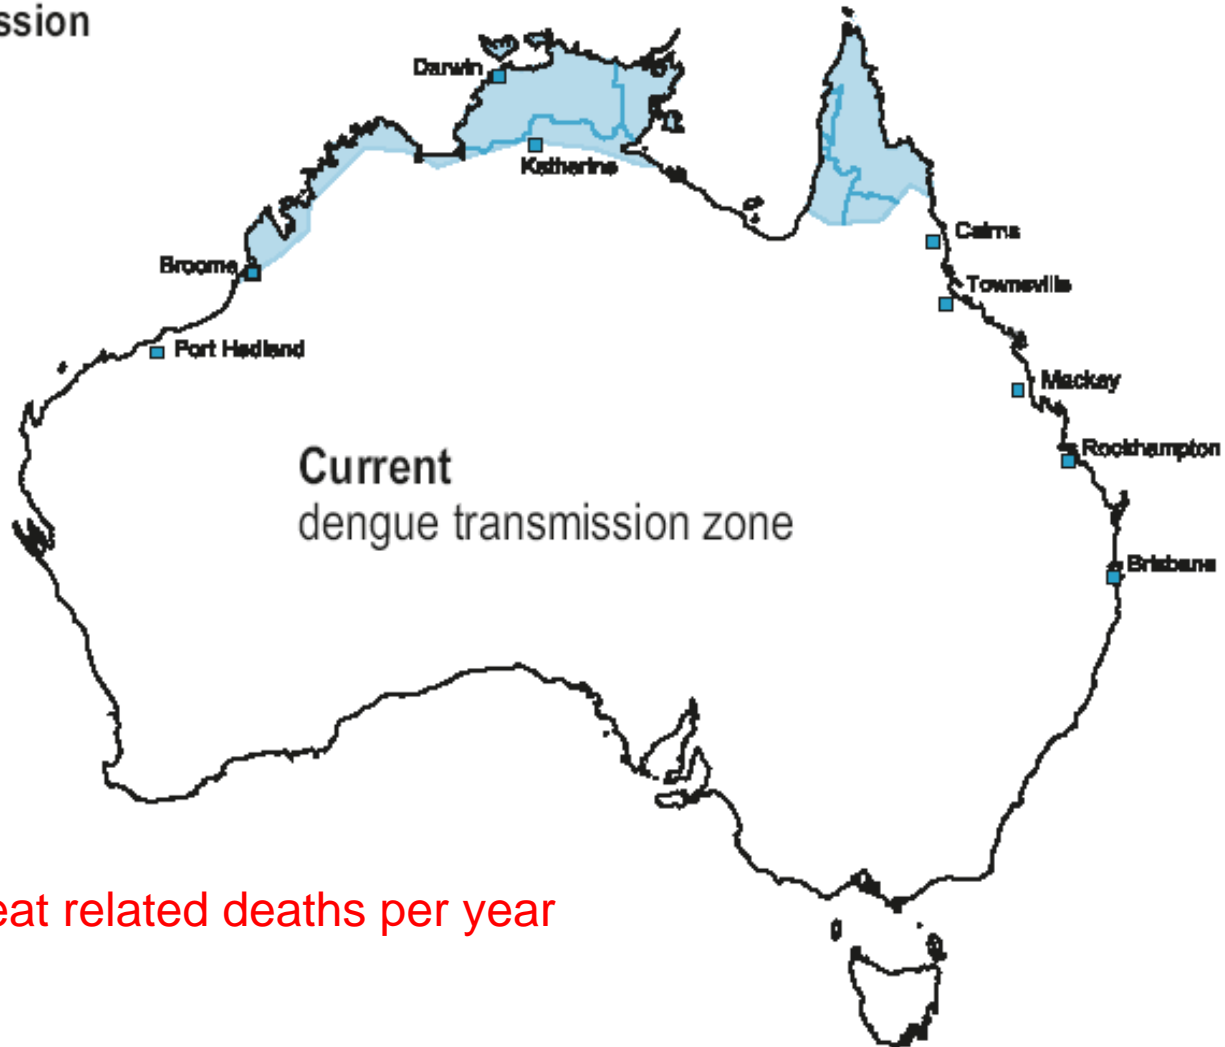 ssion
Darwin
Katherine
Cairns
Broome
Townsville
Port Hedland
Mackay
Current
Rockhampton
dengue transmission zone
Brisbane
eat related deaths per year